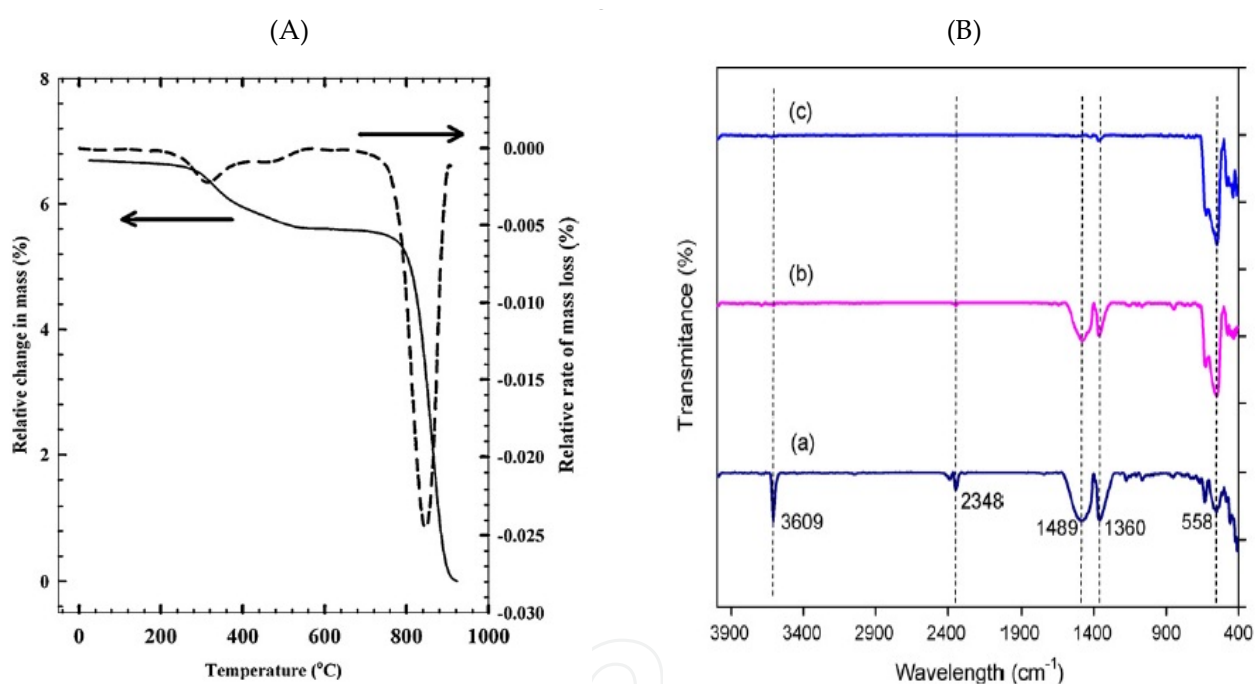 (A)
(B)
8
6
4
2
0
Relative change in mass (%)
0.000
-0.005
-0.010
-0.015
-0.020
-0.025
-0.030
Relative rate of mass loss (%)
0 200 400 600 800 1000
Temperature (°C)
Transmitance (%)
(c)
(b)
(a)
3609
2348
1489
1360
558
3900 3400 2900 2400 1900 1400 900 400
Wavelength (cm-1)